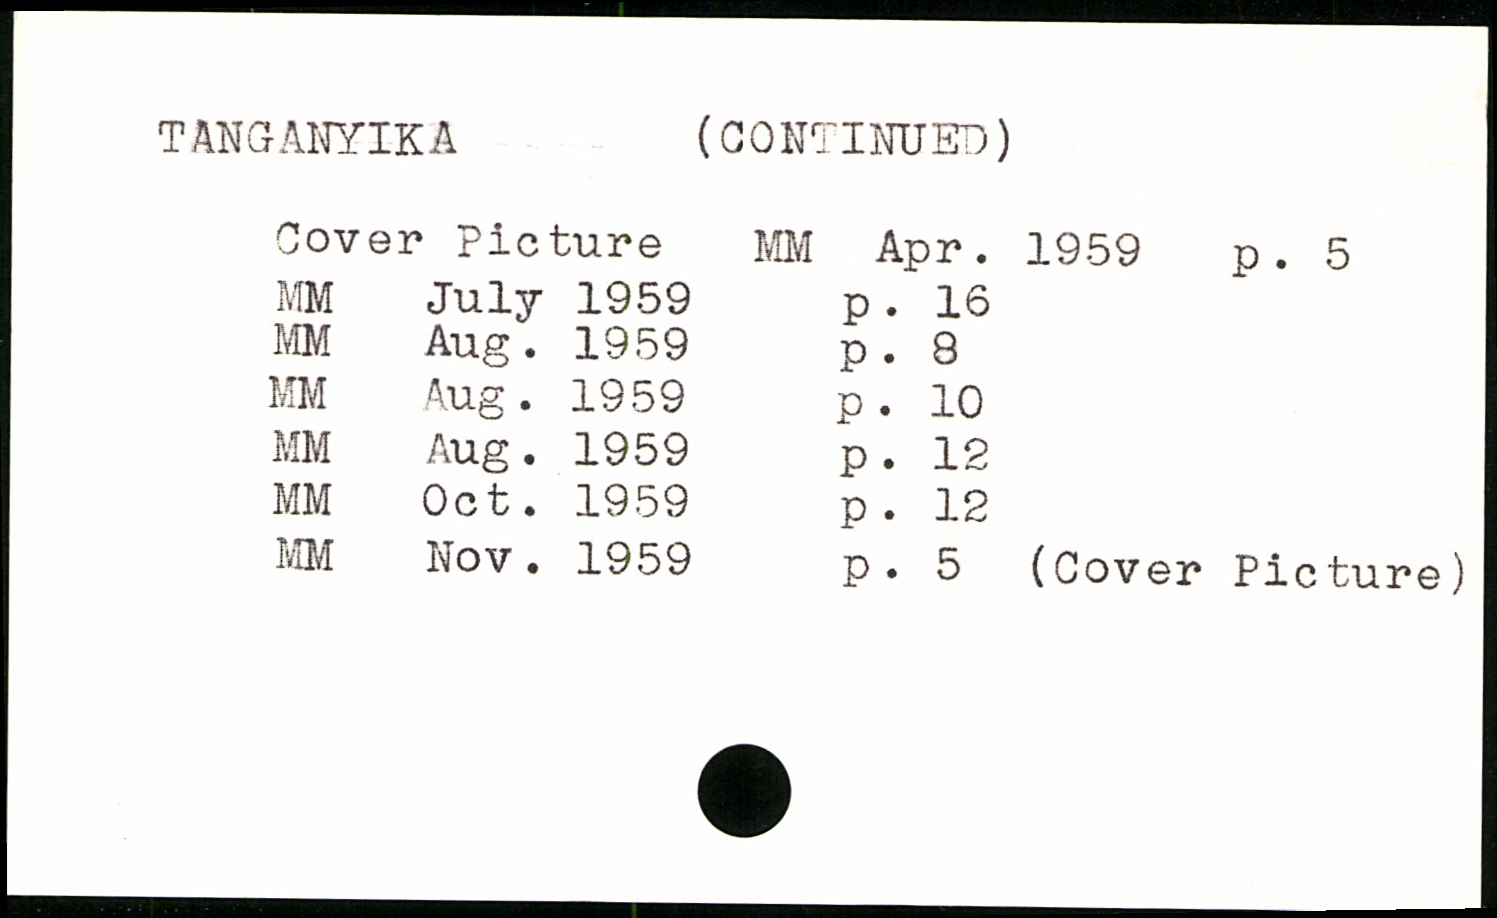 TANGANYIKA (CONTINUED)
Cover Picture MM Apr. 1959 p. 5
MM July 1959 p. 16
MM Aug. 1959 p. 8
MM Aug. 1959 p. 10
MM Aug. 1959 p. 12
MM Oct. 1959 p. 12
MM Nov. 1959 p. 5 (Cover Picture)